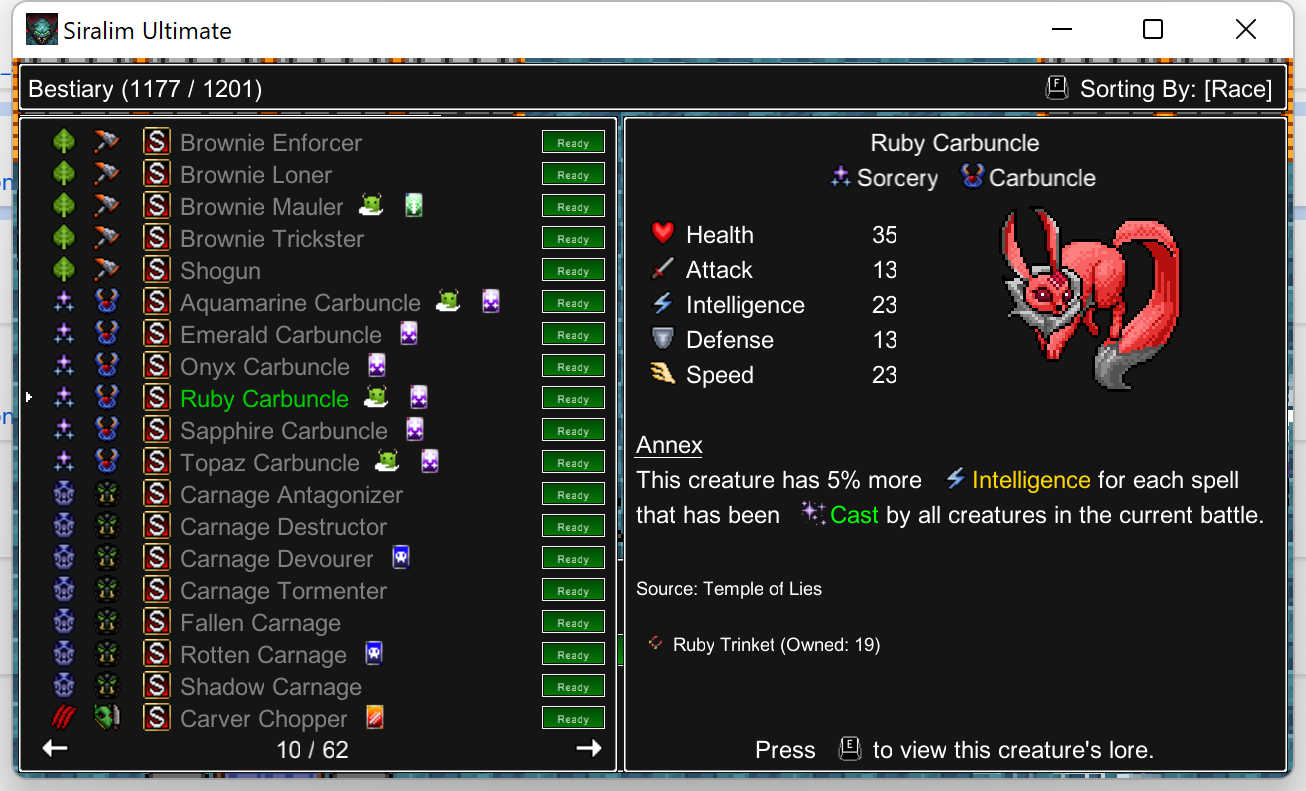 Siralim Ultimate
Bestiary (1177 / 1201)
F Sorting By: [Race]
S Brownie Enforcer Ready
S Brownie Loner Ready
S Brownie Mauler Ready
S Brownie Trickster Ready
S Shogun Ready
S Aquamarine Carbuncle Ready
S Emerald Carbuncle Ready
S Onyx Carbuncle Ready
S Ruby Carbuncle Ready
S Sapphire Carbuncle Ready
S Topaz Carbuncle Ready
S Carnage Antagonizer Ready
S Carnage Destructor Ready
S Carnage Devourer Ready
S Carnage Tormenter Ready
S Fallen Carnage Ready
S Rotten Carnage Ready
S Shadow Carnage Ready
S Carver Chopper Ready
10 / 62
Ruby Carbuncle
Sorcery Carbuncle
Health 35
Attack 13
Intelligence 23
Defense 13
Speed 23
Annex
This creature has 5% more Intelligence for each spell
that has been Cast by all creatures in the current battle.
Source: Temple of Lies
Ruby Trinket (Owned: 19)
Press E to view this creature's lore.